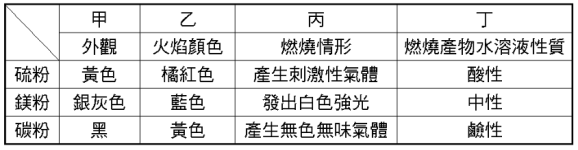 甲 乙 丙 丁
外觀 火焰顏色 燃燒情形 燃燒產物水溶液性質
硫粉 黃色 橘紅色 產生刺激性氣體 酸性
鎂粉 銀灰色 藍色 發出白色強光 中性
碳粉 黑 黃色 產生無色無味氣體 鹼性